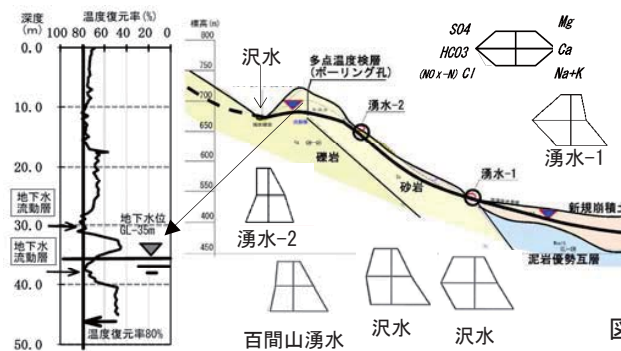 深度
(m)
温度復元率(%)
100 80 60 40 20 0
0.0
10.0
20.0
30.0
40.0
50.0
地下水
流動層
地下水
流動層
地下水位
GL-35m
温度復元率80%
標高(m)
800
750
700
650
600
550
500
450
沢水
多点温度検層
(ボーリング孔)
湧水-2
湧水-1
礫岩
砂岩
新規崩積土
泥岩優勢互層
湧水-2
百間山湧水
沢水
沢水
SO4
Mg
HCO3
Ca
(NOx-N) Cl
Na+K
湧水-1
図